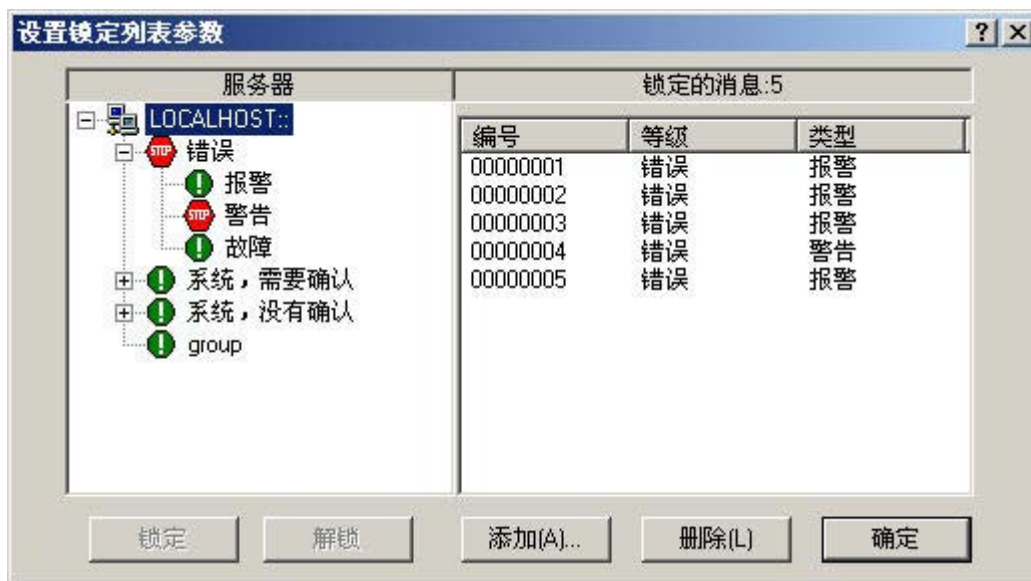 设置锁定列表参数
服务器
锁定的消息:5
LOCALHOST::
STOP 错误
报警
STOP 警告
故障
系统，需要确认
系统，没有确认
group
编号 等级 类型
00000001 错误 报警
00000002 错误 报警
00000003 错误 报警
00000004 错误 警告
00000005 错误 报警
锁定 解锁 添加(A)... 删除(L) 确定